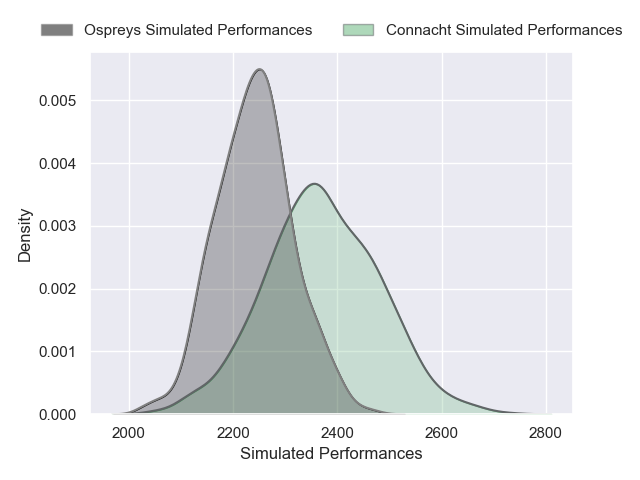 Ospreys Simulated Performances
Connacht Simulated Performances
0.005
0.004
0.003
0.002
0.001
0.000
Density
2000
2200
2400
2600
2800
Simulated Performances